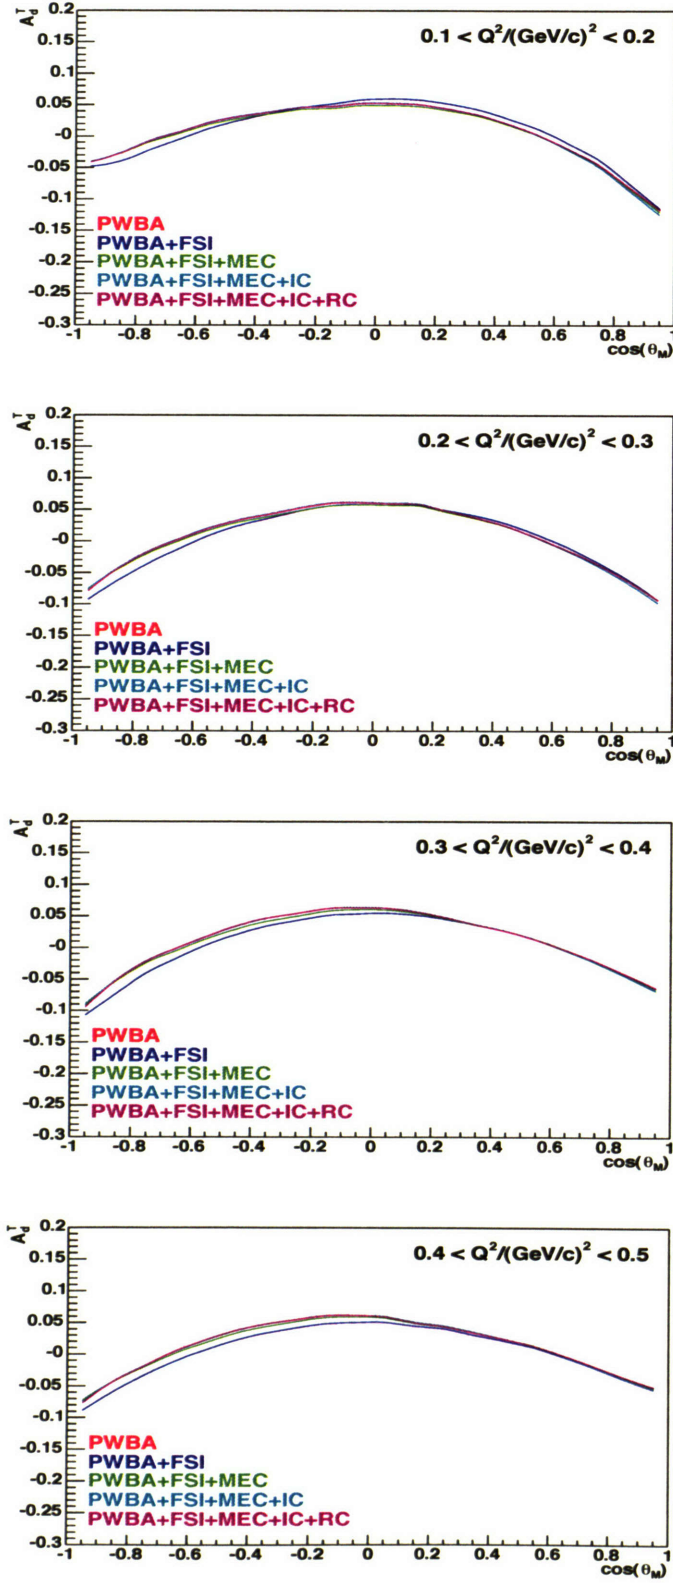 A_d^T
0.2
0.15
0.1
0.05
-0
-0.05
-0.1
-0.15
-0.2
-0.25
-0.3
0.1 < Q²/(GeV/c)² < 0.2
PWBA
PWBA+FSI
PWBA+FSI+MEC
PWBA+FSI+MEC+IC
PWBA+FSI+MEC+IC+RC
-1 -0.8 -0.6 -0.4 -0.2 0 0.2 0.4 0.6 0.8 1
cos(θ_M)
A_d^T
0.2
0.15
0.1
0.05
-0
-0.05
-0.1
-0.15
-0.2
-0.25
-0.3
0.2 < Q²/(GeV/c)² < 0.3
PWBA
PWBA+FSI
PWBA+FSI+MEC
PWBA+FSI+MEC+IC
PWBA+FSI+MEC+IC+RC
-1 -0.8 -0.6 -0.4 -0.2 0 0.2 0.4 0.6 0.8 1
cos(θ_M)
A_d^T
0.2
0.15
0.1
0.05
-0
-0.05
-0.1
-0.15
-0.2
-0.25
-0.3
0.3 < Q²/(GeV/c)² < 0.4
PWBA
PWBA+FSI
PWBA+FSI+MEC
PWBA+FSI+MEC+IC
PWBA+FSI+MEC+IC+RC
-1 -0.8 -0.6 -0.4 -0.2 0 0.2 0.4 0.6 0.8 1
cos(θ_M)
A_d^T
0.2
0.15
0.1
0.05
-0
-0.05
-0.1
-0.15
-0.2
-0.25
-0.3
0.4 < Q²/(GeV/c)² < 0.5
PWBA
PWBA+FSI
PWBA+FSI+MEC
PWBA+FSI+MEC+IC
PWBA+FSI+MEC+IC+RC
-1 -0.8 -0.6 -0.4 -0.2 0 0.2 0.4 0.6 0.8 1
cos(θ_M)